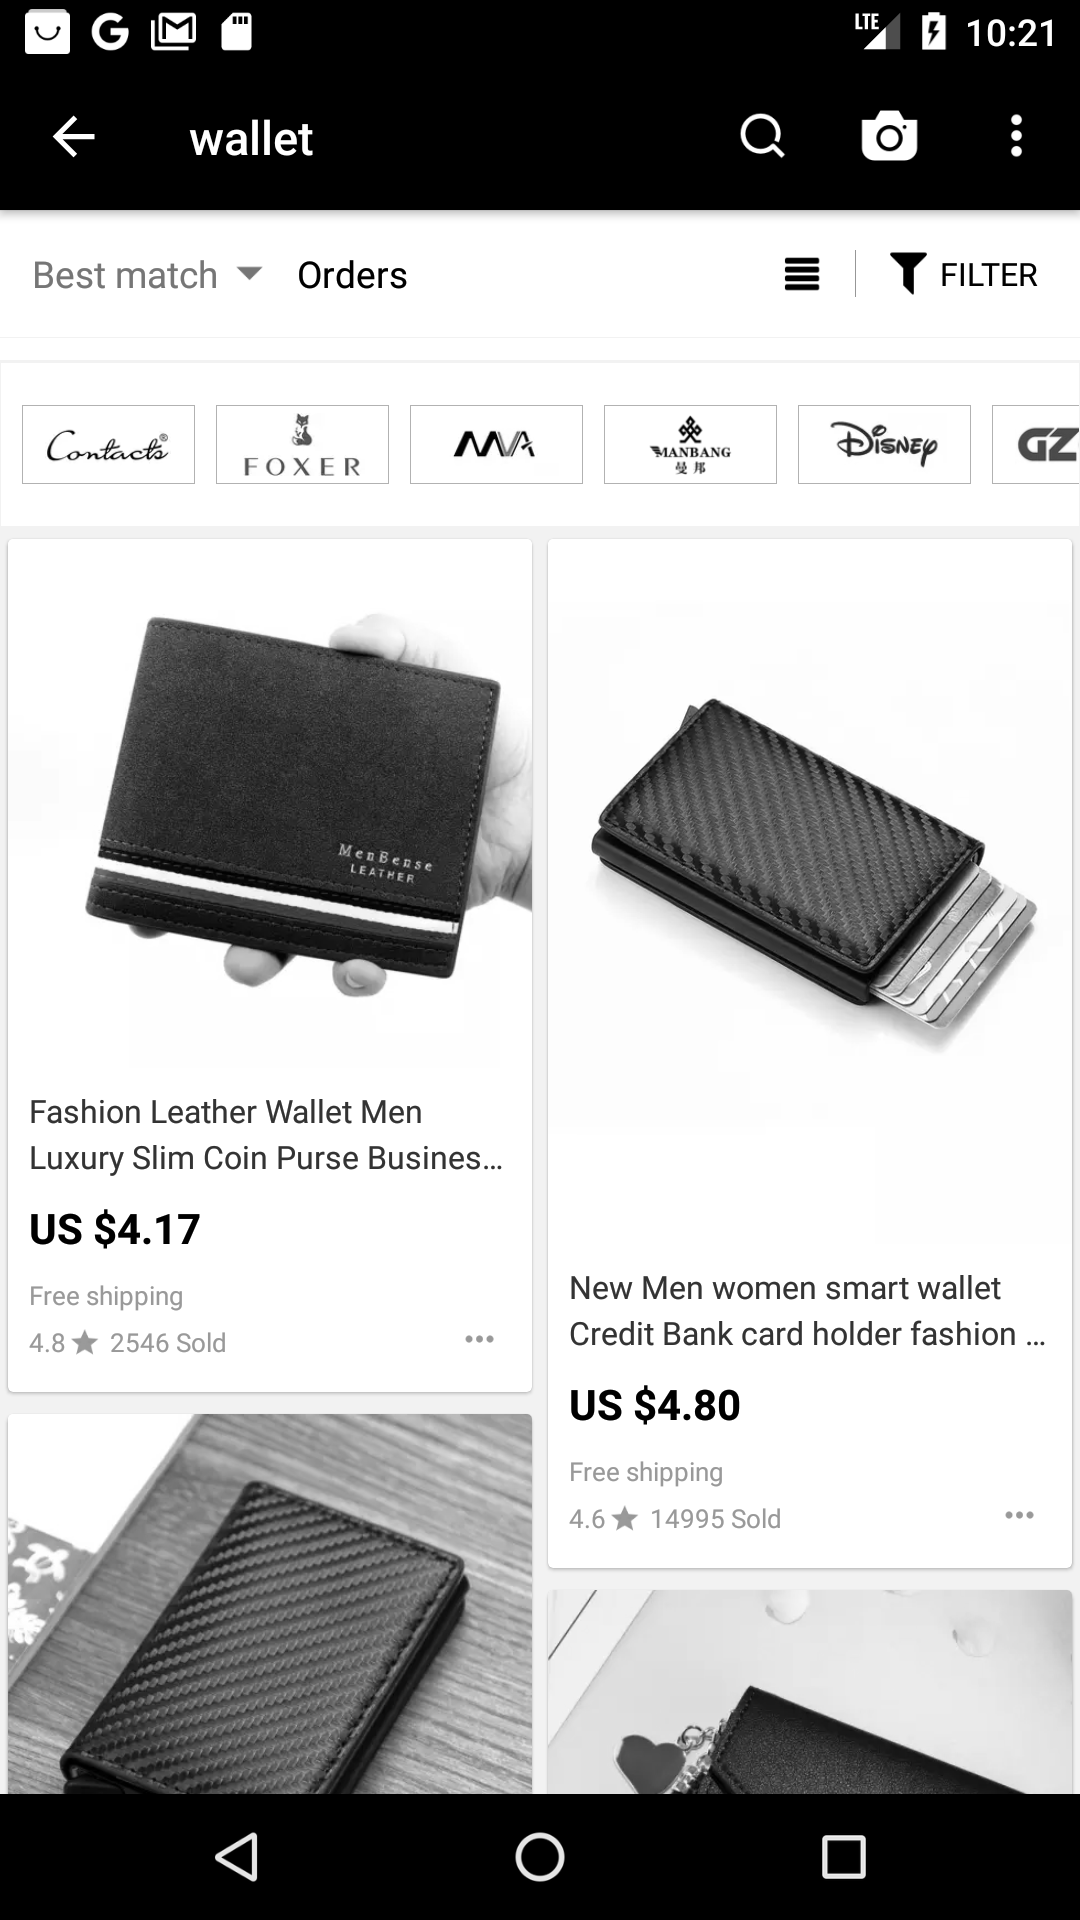 LTE 10:21
wallet
Best match Orders FILTER
Contacts®
FOXER
MVA
MANBANG
曼邦
Disney
GZ
MenBense
LEATHER
Fashion Leather Wallet Men
Luxury Slim Coin Purse Busines...
US $4.17
Free shipping
4.8 2546 Sold
New Men women smart wallet
Credit Bank card holder fashion ...
US $4.80
Free shipping
4.6 14995 Sold